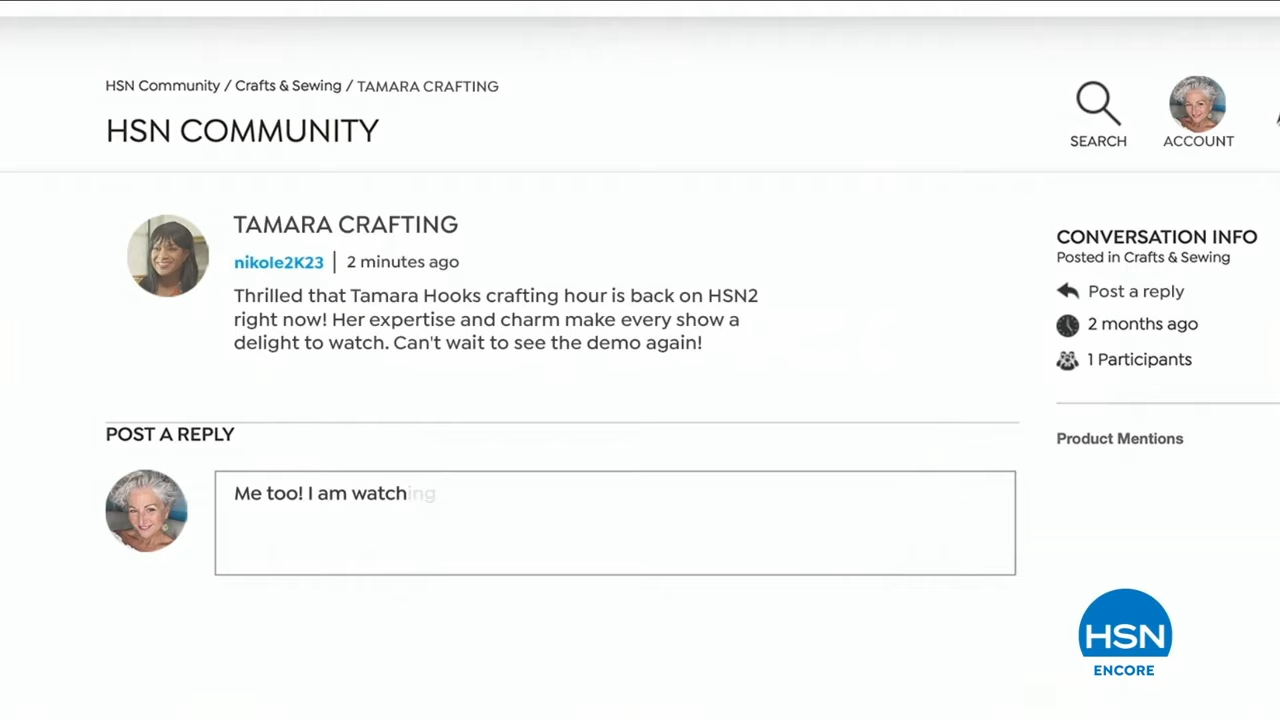 HSN Community / Crafts & Sewing / TAMARA CRAFTING
HSN COMMUNITY
SEARCH
ACCOUNT
TAMARA CRAFTING
nikole2K23 | 2 minutes ago
Thrilled that Tamara Hooks crafting hour is back on HSN2
right now! Her expertise and charm make every show a
delight to watch. Can't wait to see the demo again!
CONVERSATION INFO
Posted in Crafts & Sewing
Post a reply
2 months ago
1 Participants
Product Mentions
POST A REPLY
Me too! I am watching
HSN
ENCORE